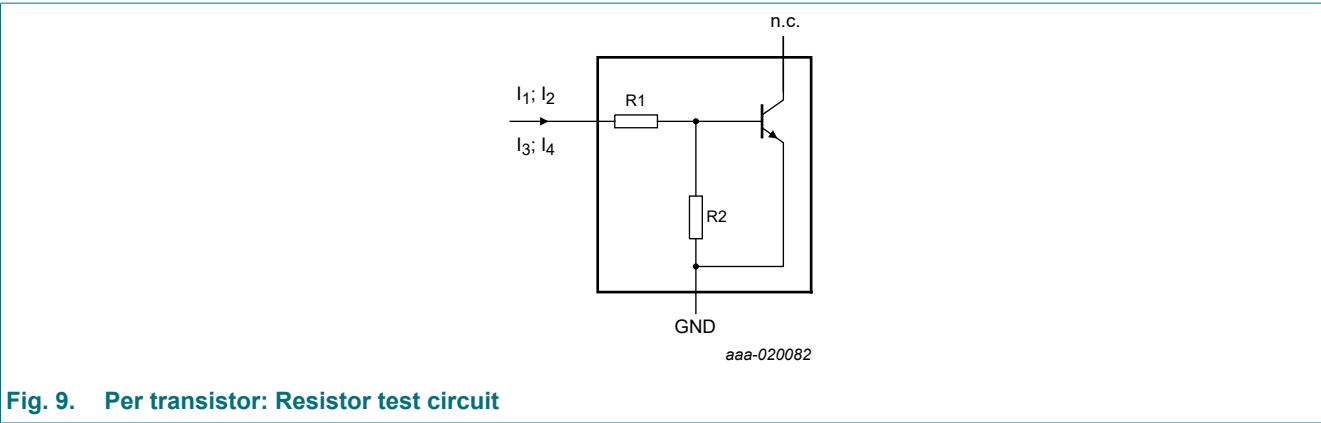 n.c.
I1; I2
R1
I3; I4
R2
GND
aaa-020082
Fig. 9. Per transistor: Resistor test circuit